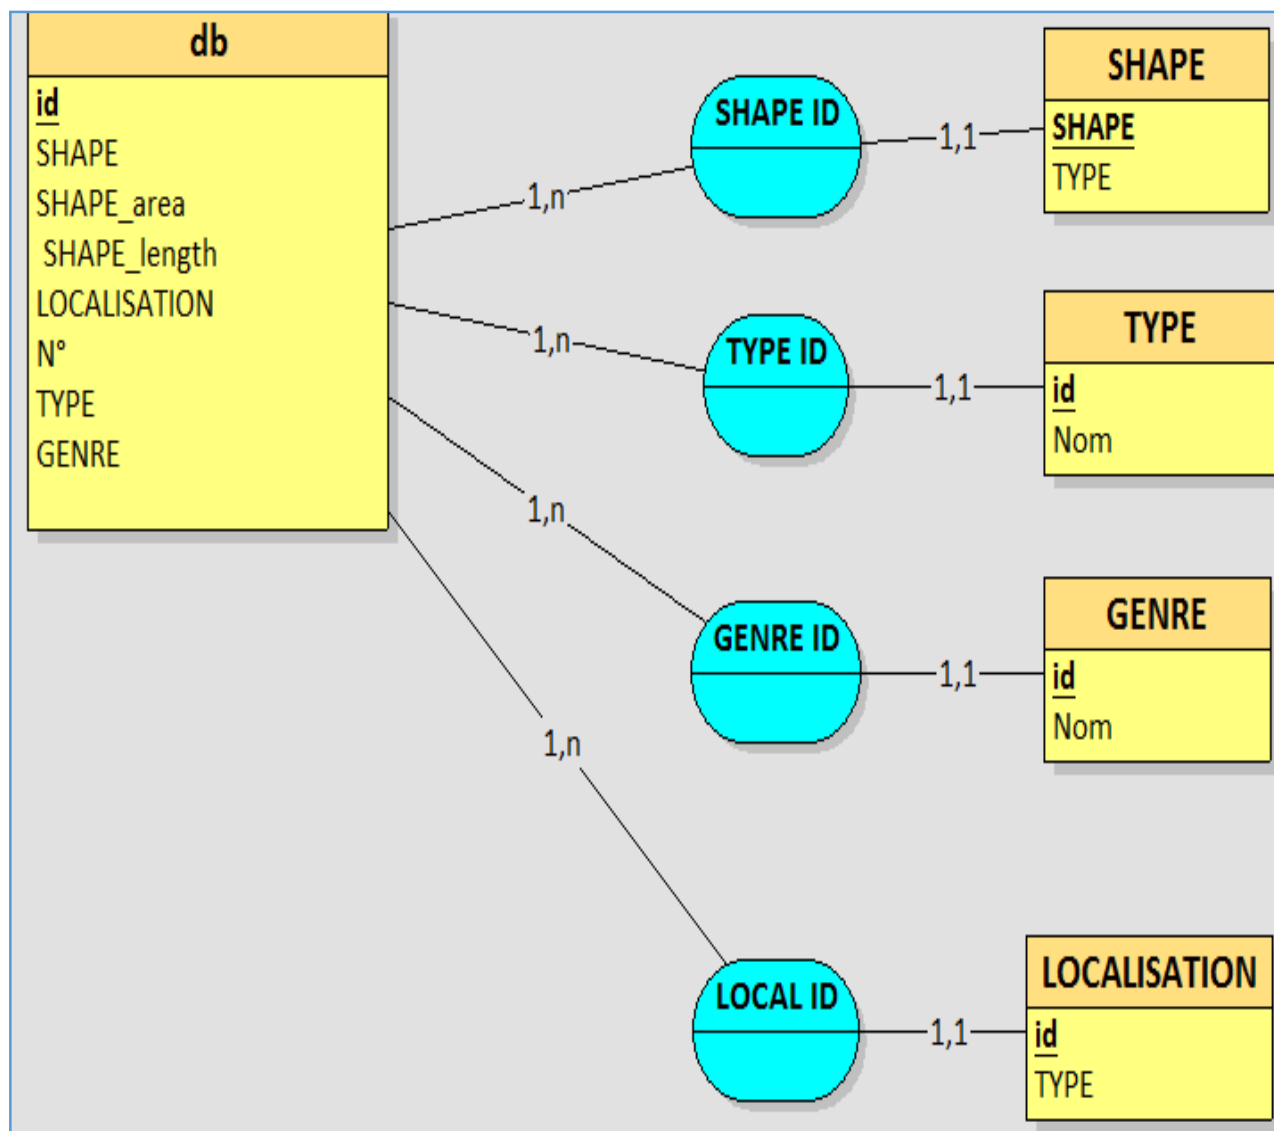 db
id
SHAPE
SHAPE_area
SHAPE_length
LOCALISATION
N°
TYPE
GENRE
1,n
SHAPE ID
1,1
SHAPE
SHAPE
TYPE
1,n
TYPE ID
1,1
TYPE
id
Nom
1,n
GENRE ID
1,1
GENRE
id
Nom
1,n
LOCAL ID
1,1
LOCALISATION
id
TYPE